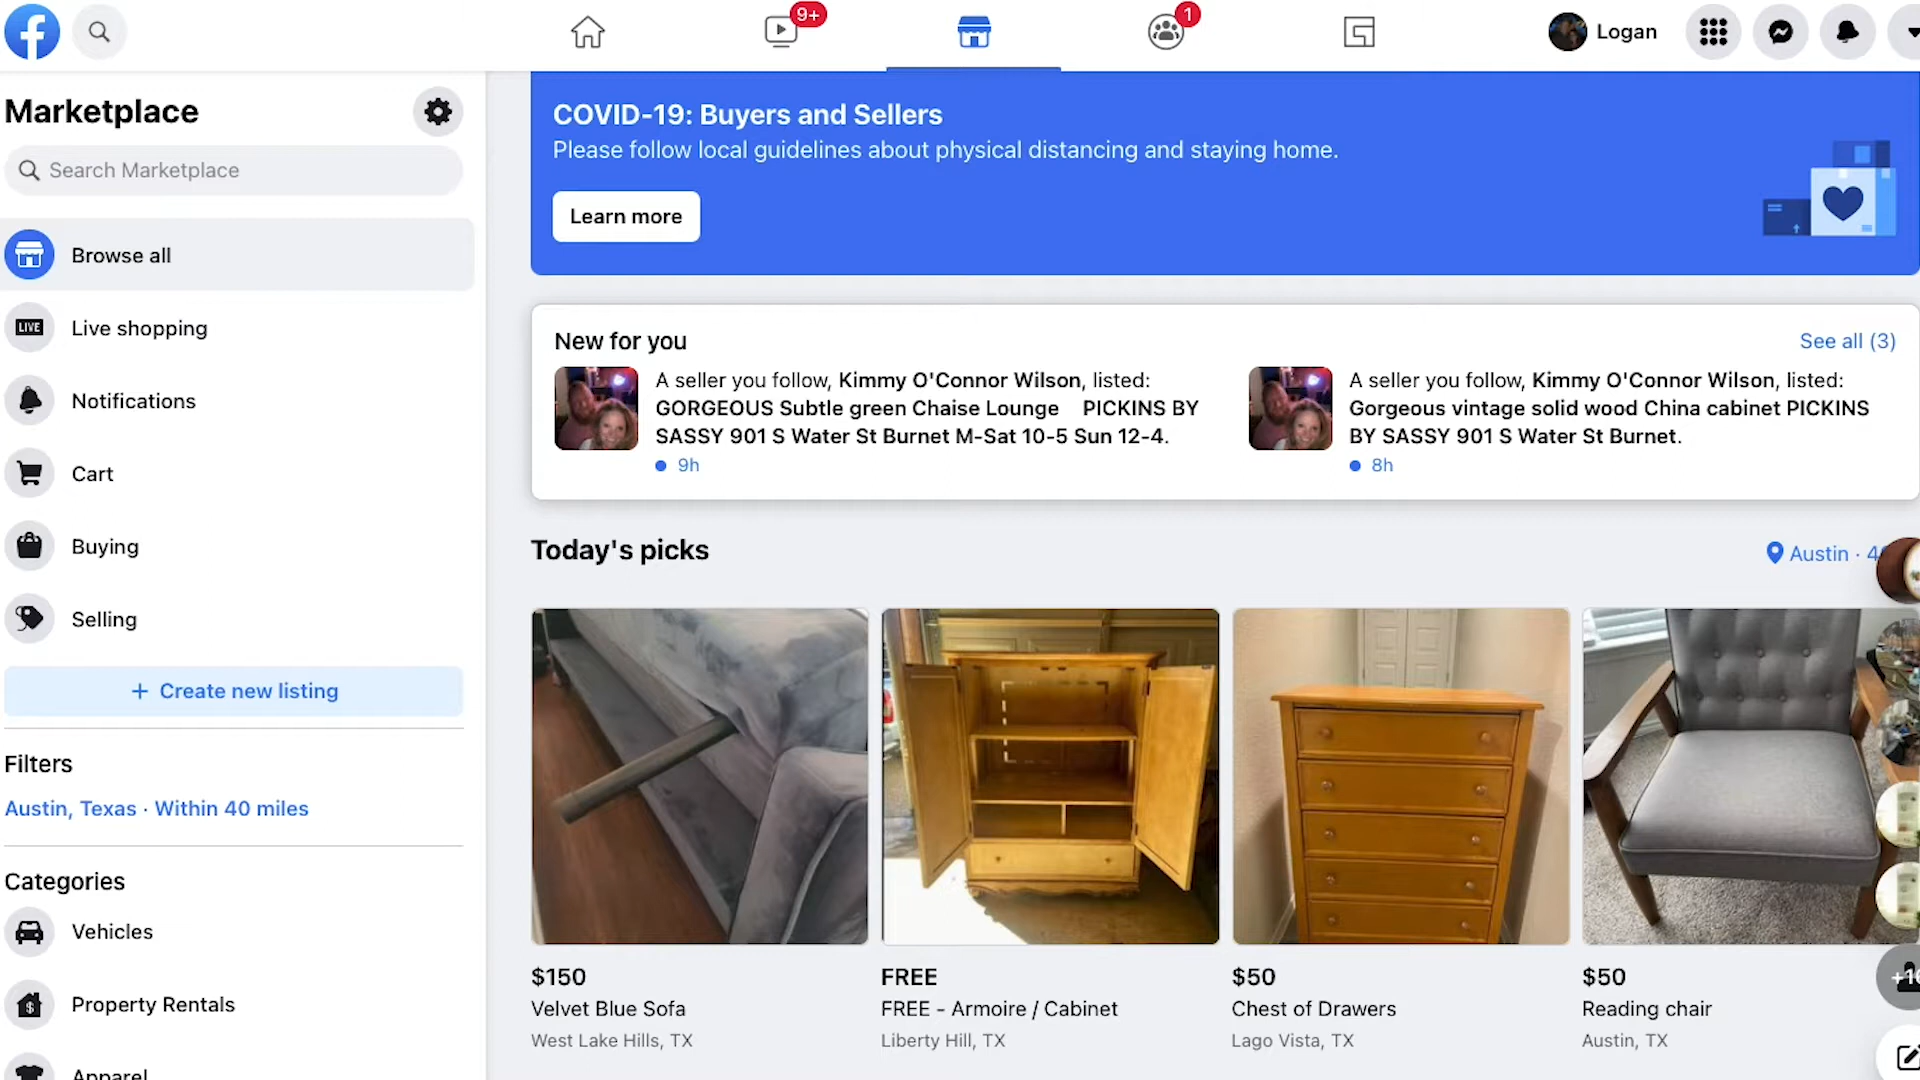 9+
1
Logan
Marketplace
Search Marketplace
Browse all
LIVE
Live shopping
Notifications
Cart
Buying
Selling
+ Create new listing
Filters
Austin, Texas · Within 40 miles
Categories
Vehicles
Property Rentals
Apparel
COVID-19: Buyers and Sellers
Please follow local guidelines about physical distancing and staying home.
Learn more
New for you
See all (3)
A seller you follow, Kimmy O'Connor Wilson, listed:
GORGEOUS Subtle green Chaise Lounge PICKINS BY
SASSY 901 S Water St Burnet M-Sat 10-5 Sun 12-4.
9h
A seller you follow, Kimmy O'Connor Wilson, listed:
Gorgeous vintage solid wood China cabinet PICKINS
BY SASSY 901 S Water St Burnet.
8h
Today's picks
Austin ·
$150
Velvet Blue Sofa
West Lake Hills, TX
FREE
FREE - Armoire / Cabinet
Liberty Hill, TX
$50
Chest of Drawers
Lago Vista, TX
$50
Reading chair
Austin, TX